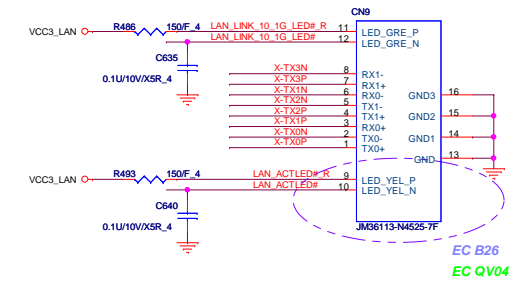 CN9
R486 150/F_4 LAN_LINK_10_1G_LED#_R 11 LED_GRE_P
VCC3_LAN LAN_LINK_10_1G_LED# 12 LED_GRE_N
C635
0.1U/10V/X5R_4
X-TX3N 8 RX1-
X-TX3P 7 RX1+
X-TX1N 6 RX0- GND3 16
X-TX2N 5 TX1-
X-TX2P 4 TX1+ GND2 15
X-TX1P 3 RX0+
X-TX0N 2 TX0- GND1 14
X-TX0P 1 TX0+
GND 13
R493 150/F_4 LAN_ACTLED#_R 9 LED_YEL_P
VCC3_LAN LAN_ACTLED# 10 LED_YEL_N
C640
0.1U/10V/X5R_4
JM36113-N4525-7F
EC B26
EC QV04